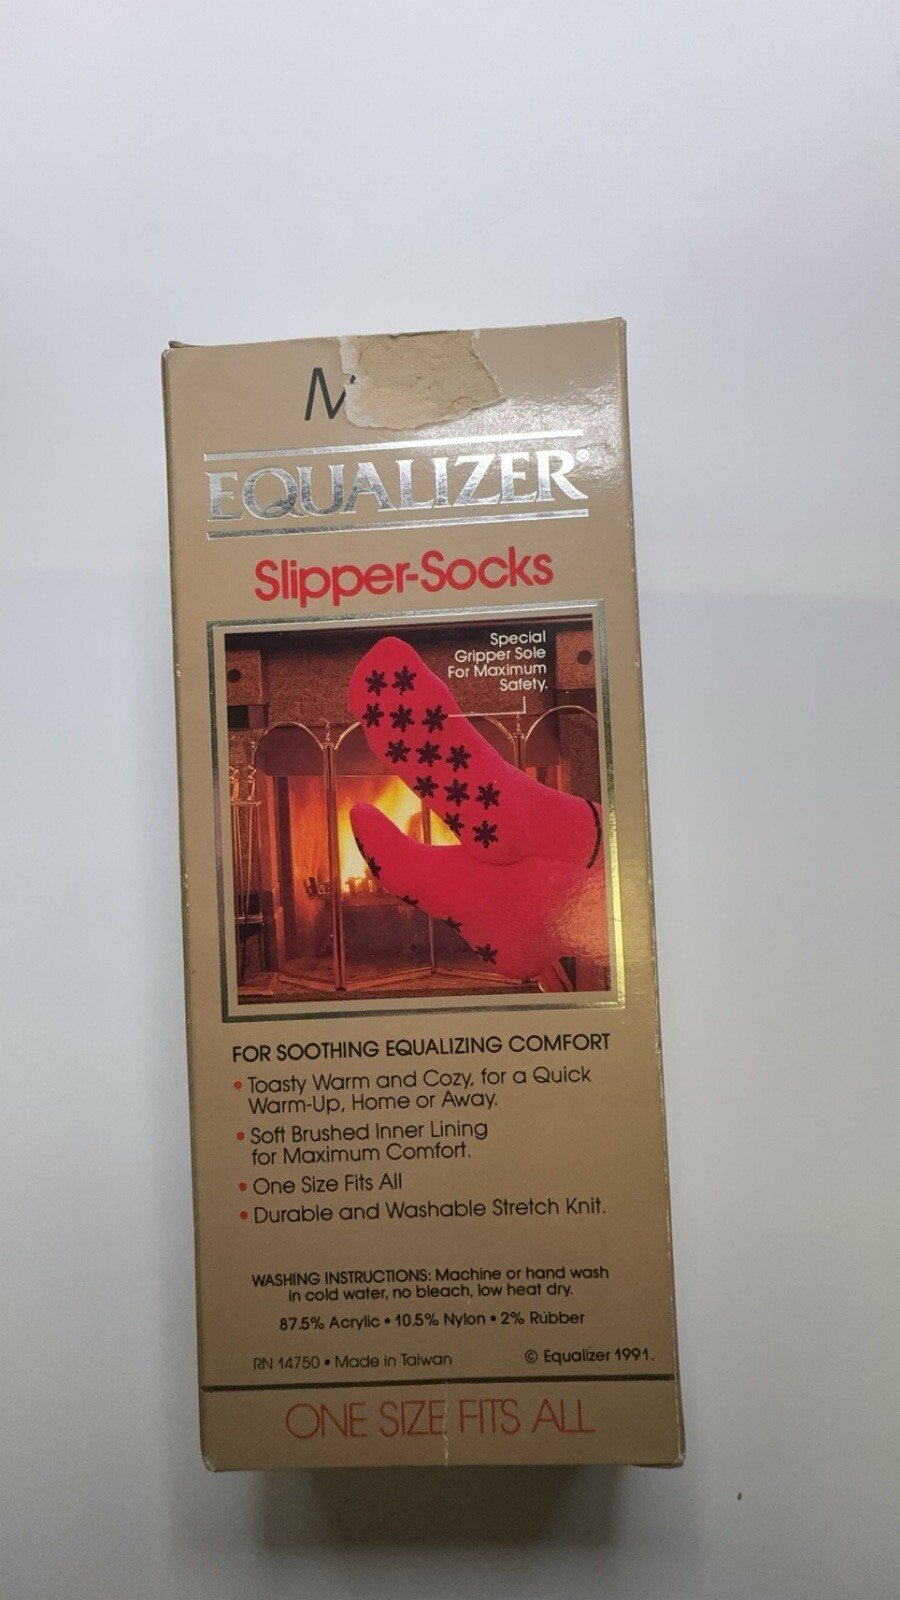 EQUALIZER®
Slipper-Socks
Special
Gripper Sole
For Maximum
Safety.
FOR SOOTHING EQUALIZING COMFORT
• Toasty Warm and Cozy, for a Quick
Warm-Up, Home or Away.
• Soft Brushed Inner Lining
for Maximum Comfort.
• One Size Fits All
• Durable and Washable Stretch Knit.
WASHING INSTRUCTIONS: Machine or hand wash
in cold water, no bleach, low heat dry.
87.5% Acrylic • 10.5% Nylon • 2% Rubber
RN 14750 • Made in Taiwan © Equalizer 1991.
ONE SIZE FITS ALL